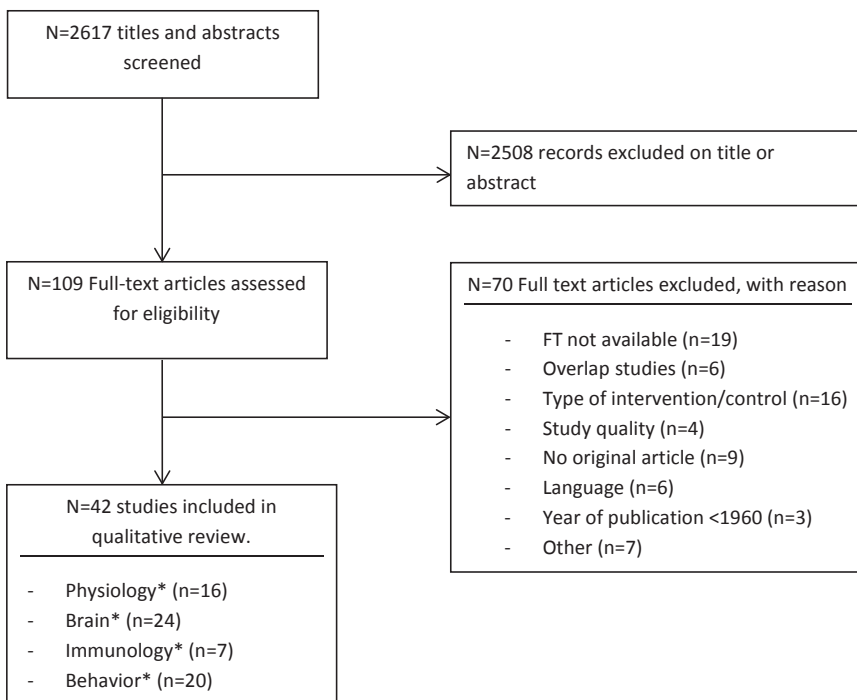 N=2617 titles and abstracts
screened
N=2508 records excluded on title or
abstract
N=109 Full-text articles assessed
for eligibility
N=70 Full text articles excluded, with reason
- FT not available (n=19)
- Overlap studies (n=6)
- Type of intervention/control (n=16)
- Study quality (n=4)
- No original article (n=9)
- Language (n=6)
- Year of publication <1960 (n=3)
- Other (n=7)
N=42 studies included in
qualitative review.
- Physiology* (n=16)
- Brain* (n=24)
- Immunology* (n=7)
- Behavior* (n=20)